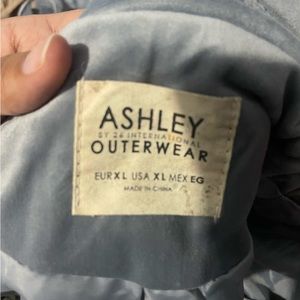 ASHLEY
BY 26 INTERNATIONAL
OUTERWEAR
EUR XL USA XL MEX EG
MADE IN CHINA